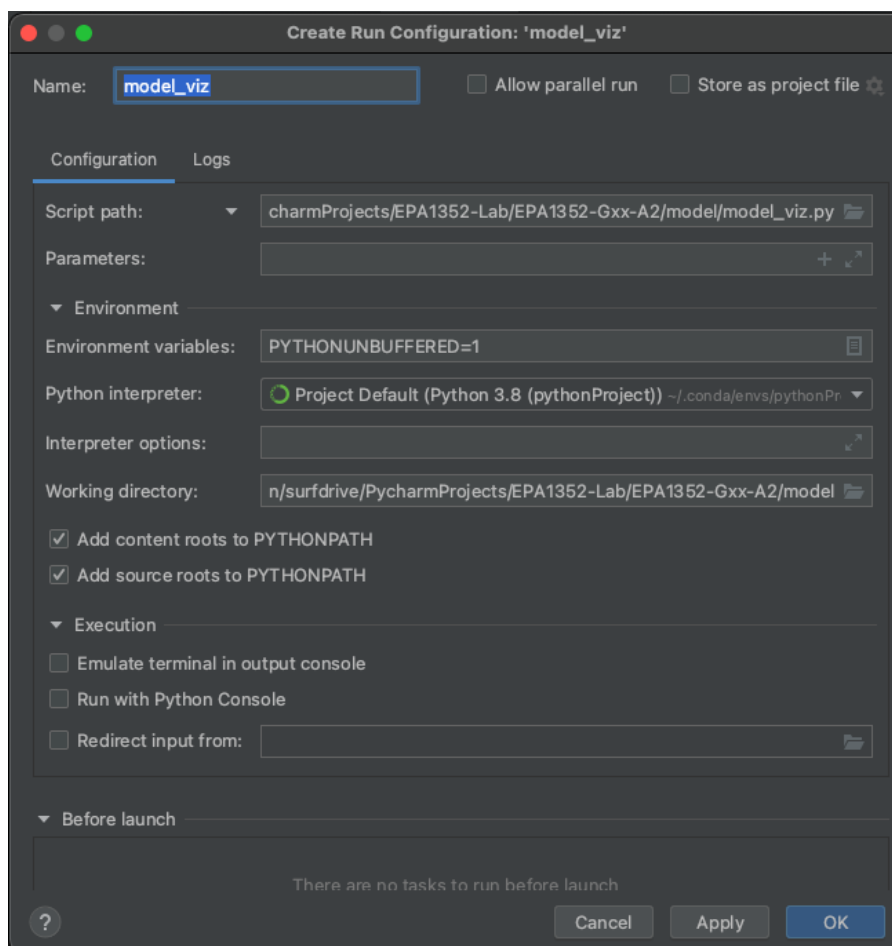 Create Run Configuration: 'model_viz'
Name: model_viz Allow parallel run Store as project file
Configuration Logs
Script path: charmProjects/EPA1352-Lab/EPA1352-Gxx-A2/model/model_viz.py
Parameters:
Environment
Environment variables: PYTHONUNBUFFERED=1
Python interpreter: Project Default (Python 3.8 (pythonProject)) ~/.conda/envs/pythonPr
Interpreter options:
Working directory: n/surfdrive/PycharmProjects/EPA1352-Lab/EPA1352-Gxx-A2/model
Add content roots to PYTHONPATH
Add source roots to PYTHONPATH
Execution
Emulate terminal in output console
Run with Python Console
Redirect input from:
Before launch
There are no tasks to run before launch
? Cancel Apply OK